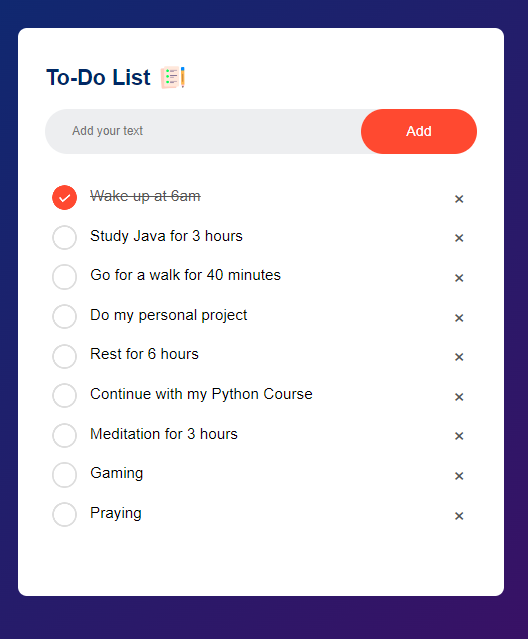 To-Do List
Add your text
Add
Wake up at 6am
Study Java for 3 hours
Go for a walk for 40 minutes
Do my personal project
Rest for 6 hours
Continue with my Python Course
Meditation for 3 hours
Gaming
Praying